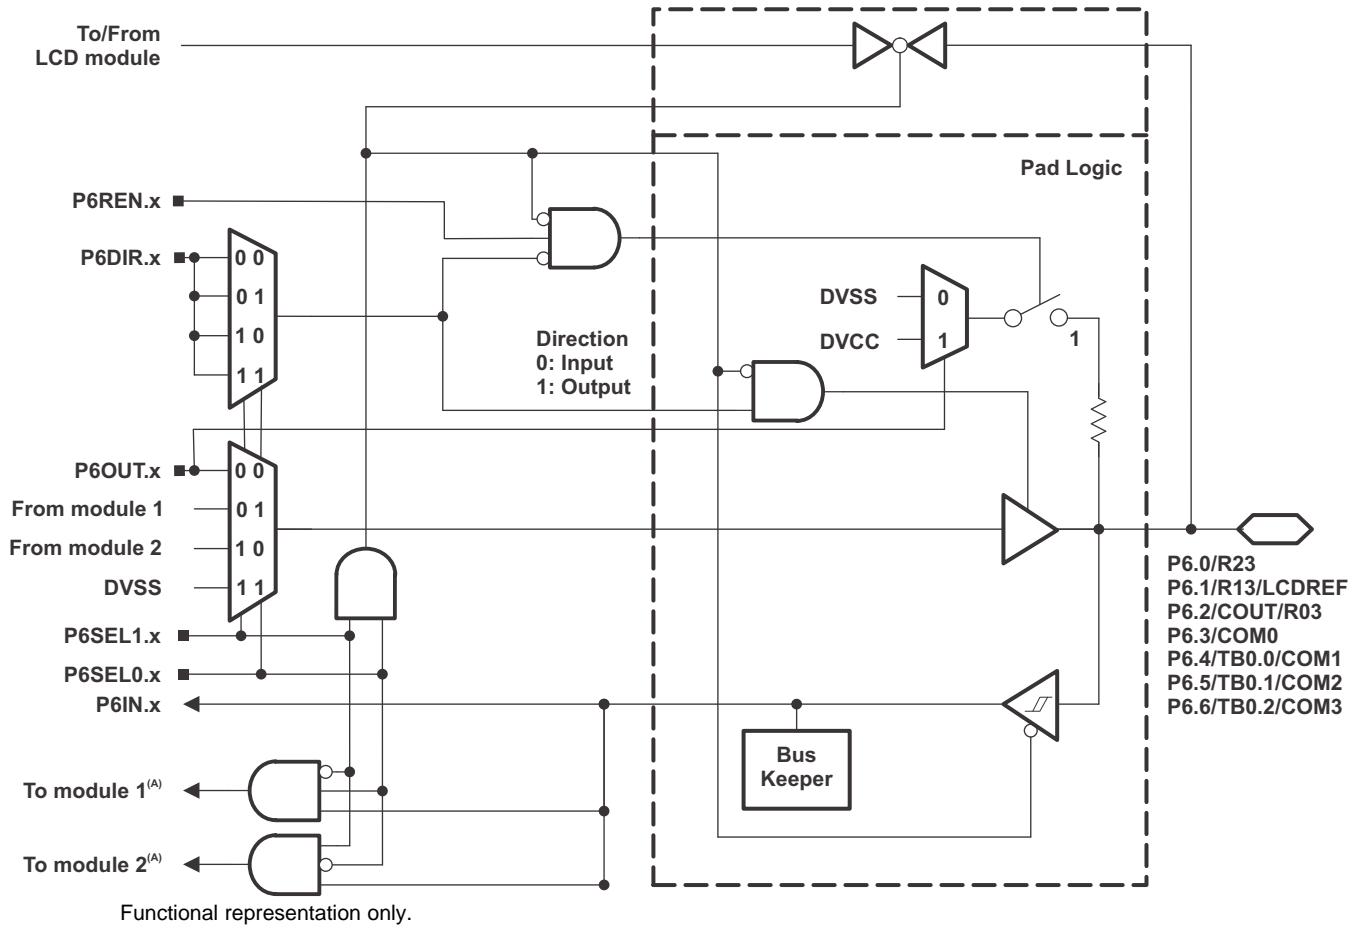 To/From
LCD module
Pad Logic
P6REN.x
P6DIR.x
0 0
0 1
1 0
1 1
Direction
0: Input
1: Output
DVSS
DVCC
0
1
1
P6OUT.x
From module 1
From module 2
DVSS
0 0
0 1
1 0
1 1
P6SEL1.x
P6SEL0.x
P6IN.x
P6.0/R23
P6.1/R13/LCDREF
P6.2/COUT/R03
P6.3/COM0
P6.4/TB0.0/COM1
P6.5/TB0.1/COM2
P6.6/TB0.2/COM3
Bus
Keeper
To module 1(A)
To module 2(A)
Functional representation only.